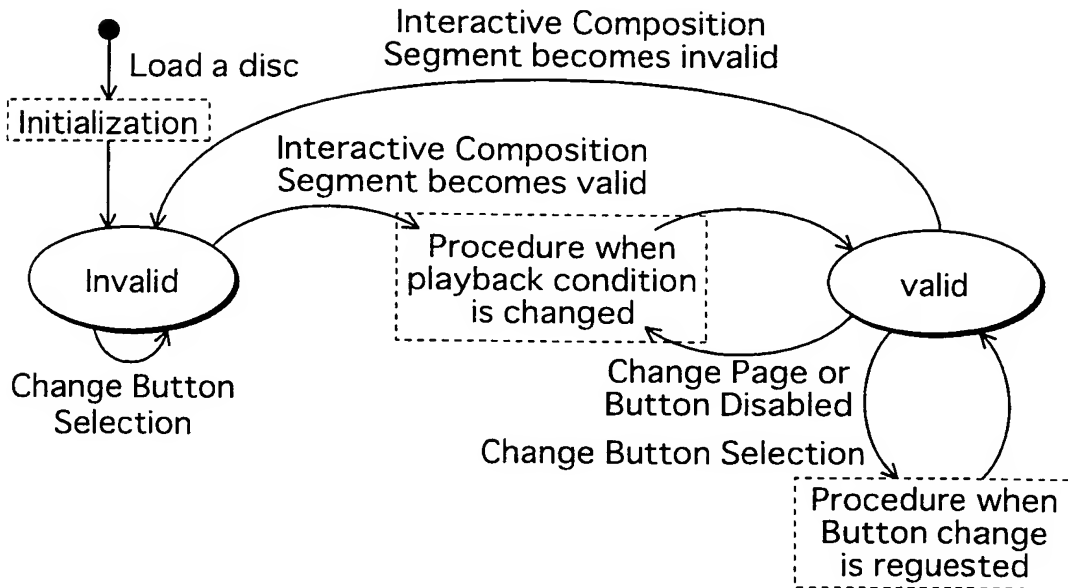 Interactive Composition
Segment becomes invalid
Load a disc
Initialization
Interactive Composition
Segment becomes valid
Procedure when
playback condition
is changed
Invalid
valid
Change Button
Selection
Change Page or
Button Disabled
Change Button Selection
Procedure when
Button change
is reguested